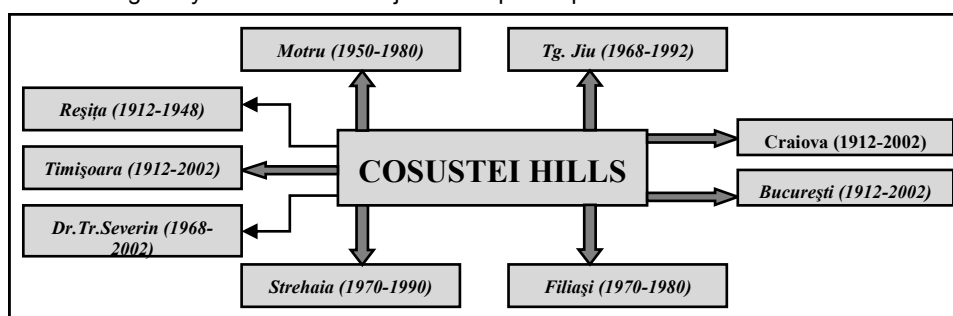 Motru (1950-1980)
Tg. Jiu (1968-1992)
Reşiţa (1912-1948)
Timişoara (1912-2002)
Dr.Tr.Severin (1968-
2002)
COSUSTEI HILLS
Craiova (1912-2002)
Bucureşti (1912-2002)
Strehaia (1970-1990)
Filiaşi (1970-1980)